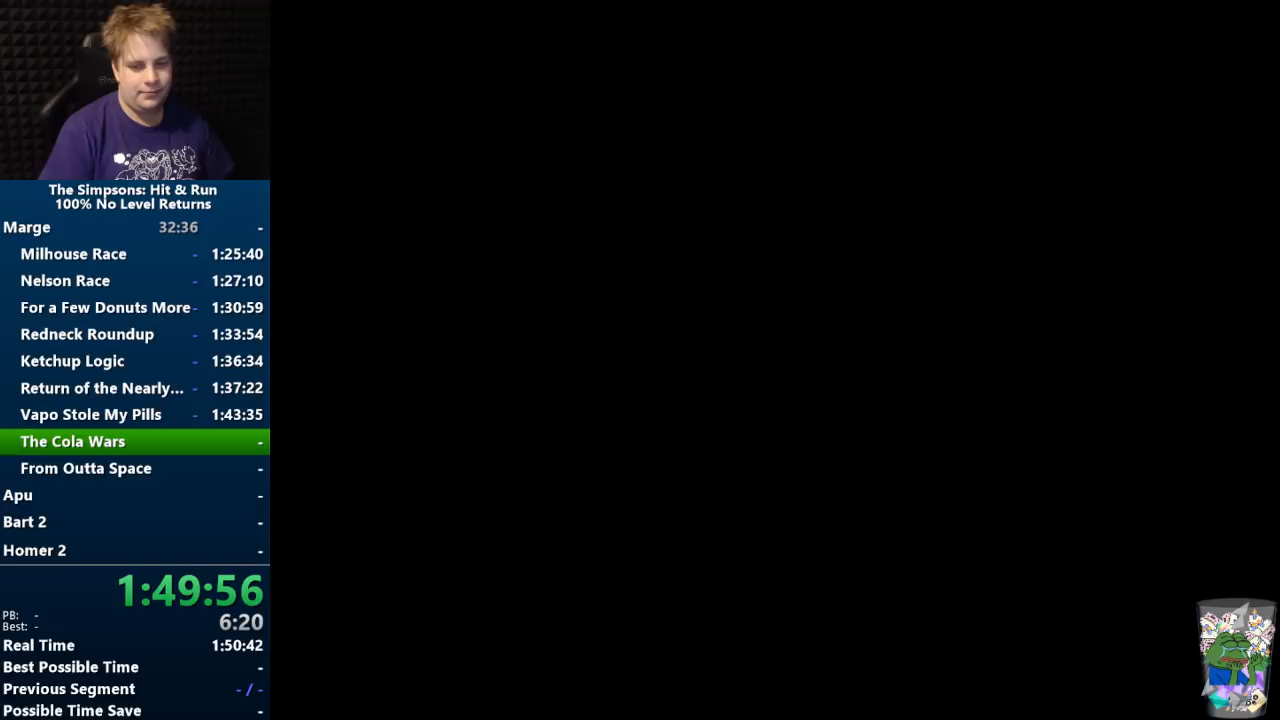 The Simpsons: Hit & Run
100% No Level Returns
Marge 32:36 -
Milhouse Race - 1:25:40
Nelson Race - 1:27:10
For a Few Donuts More - 1:30:59
Redneck Roundup - 1:33:54
Ketchup Logic - 1:36:34
Return of the Nearly... - 1:37:22
Vapo Stole My Pills - 1:43:35
The Cola Wars -
From Outta Space -
Apu -
Bart 2 -
Homer 2 -
1:49:56
PB: -
Best: - 6:20
Real Time 1:50:42
Best Possible Time -
Previous Segment - / -
Possible Time Save -